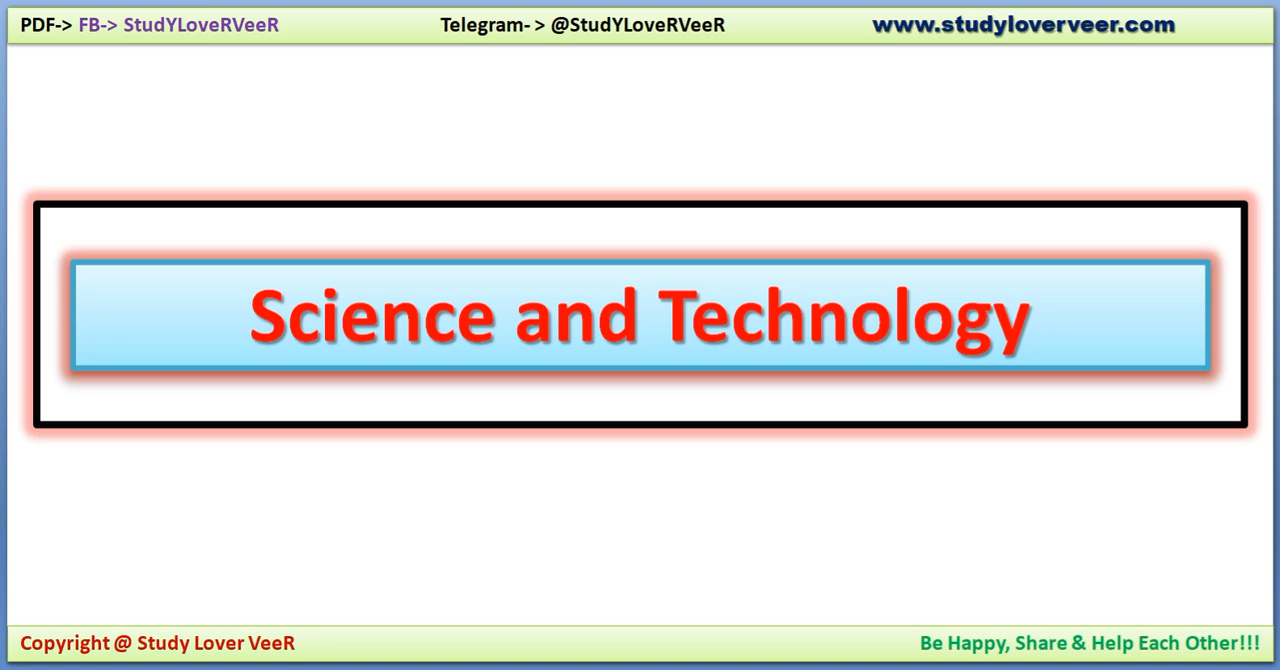 PDF-> FB-> StudYLoveRVeeR Telegram- > @StudYLoveRVeeR www.studyloverveer.com
Science and Technology
Copyright @ Study Lover VeeR Be Happy, Share & Help Each Other!!!